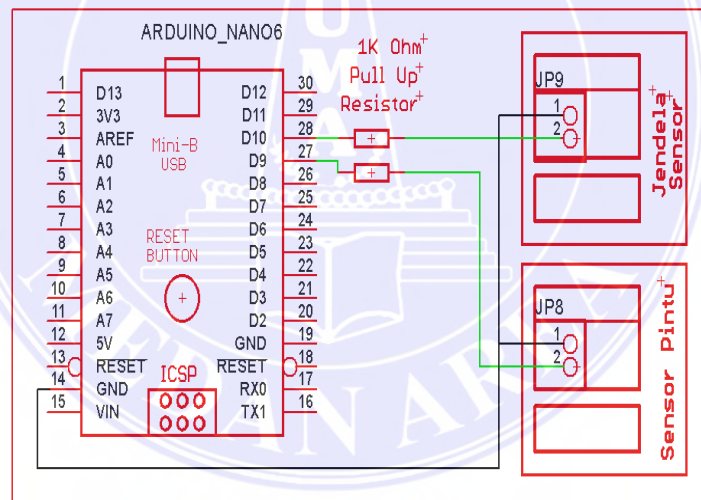 ARDUINO_NANO6
1 D13
2 3V3
3 AREF
4 A0
5 A1
6 A2
7 A3
8 A4
9 A5
10 A6
11 A7
12 5V
13 RESET
14 GND
15 VIN
D12 30
D11 29
D10 28
D9 27
D8 26
D7 25
D6 24
D5 23
D4 22
D3 21
D2 20
GND 19
RESET 18
RX0 17
TX1 16
Mini-B
USB
RESET
BUTTON
ICSP
1K Ohm
Pull Up
Resistor
JP9
1
2
Jendela
Sensor
JP8
1
2
Sensor Pintu
MEDAN AREA